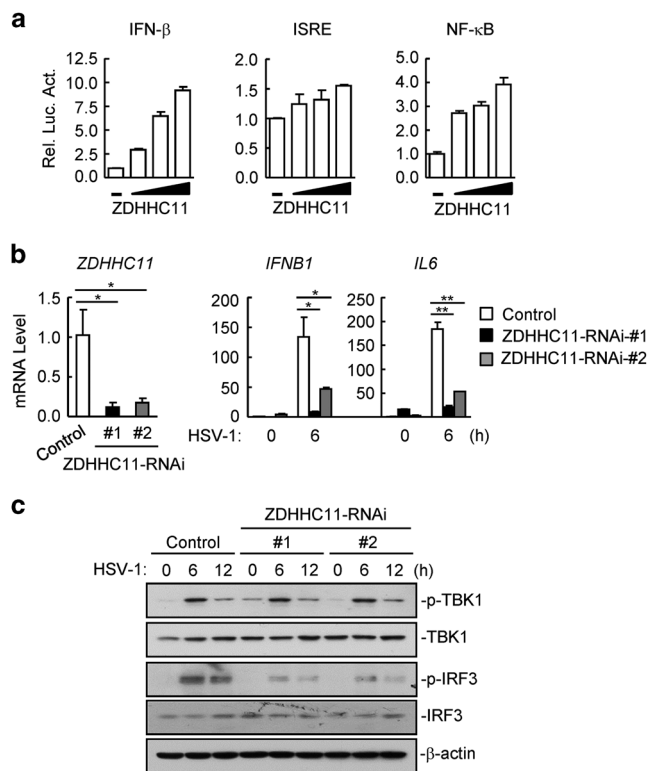 a
IFN-β ISRE NF-κB
Rel. Luc. Act.
12.5 10.0 7.5 5.0 2.5 0.0
2.0 1.5 1.0 0.5 0.0
5.0 4.0 3.0 2.0 1.0 0.0
- - -
ZDHHC11 ZDHHC11 ZDHHC11
b
ZDHHC11 IFNB1 IL6
mRNA Level
1.5 1.0 0.5 0.0
* *
200 150 100 50 0
* *
250 200 150 100 50
** **
Control
ZDHHC11-RNAi-#1
ZDHHC11-RNAi-#2
Control #1 #2
ZDHHC11-RNAi
HSV-1: 0 6 0 6 (h)
c
ZDHHC11-RNAi
Control #1 #2
HSV-1: 0 6 12 0 6 12 0 6 12 (h)
-p-TBK1
-TBK1
-p-IRF3
-IRF3
-β-actin